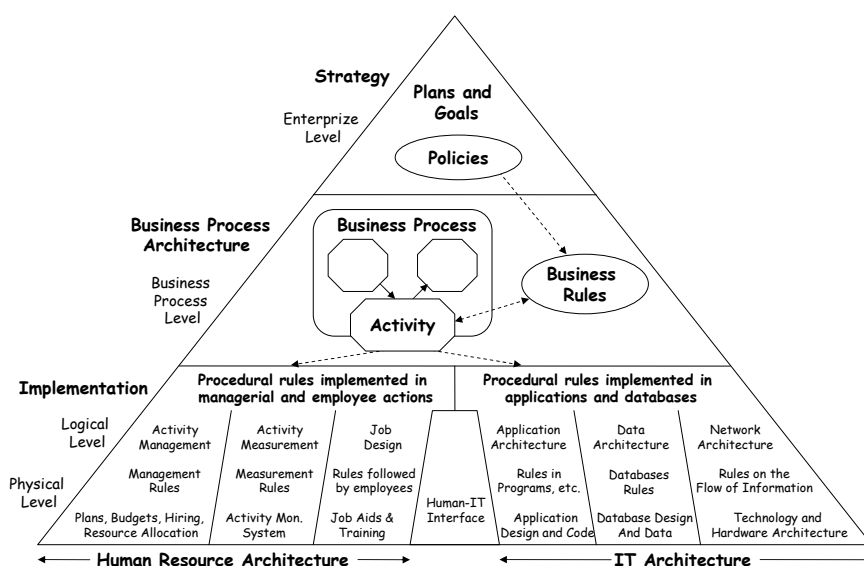 Strategy
Plans and
Goals
Enterprize
Level
Policies
Business Process
Architecture
Business Process
Business
Process
Level
Business
Rules
Activity
Implementation
Procedural rules implemented in
managerial and employee actions
Procedural rules implemented in
applications and databases
Logical
Level
Activity
Management
Activity
Measurement
Job
Design
Application
Architecture
Data
Architecture
Network
Architecture
Physical
Level
Management
Rules
Measurement
Rules
Rules followed
by employees
Human-IT
Interface
Rules in
Programs, etc.
Databases
Rules
Rules on the
Flow of Information
Plans, Budgets, Hiring,
Resource Allocation
Activity Mon.
System
Job Aids &
Training
Application
Design and Code
Database Design
And Data
Technology and
Hardware Architecture
Human Resource Architecture
IT Architecture